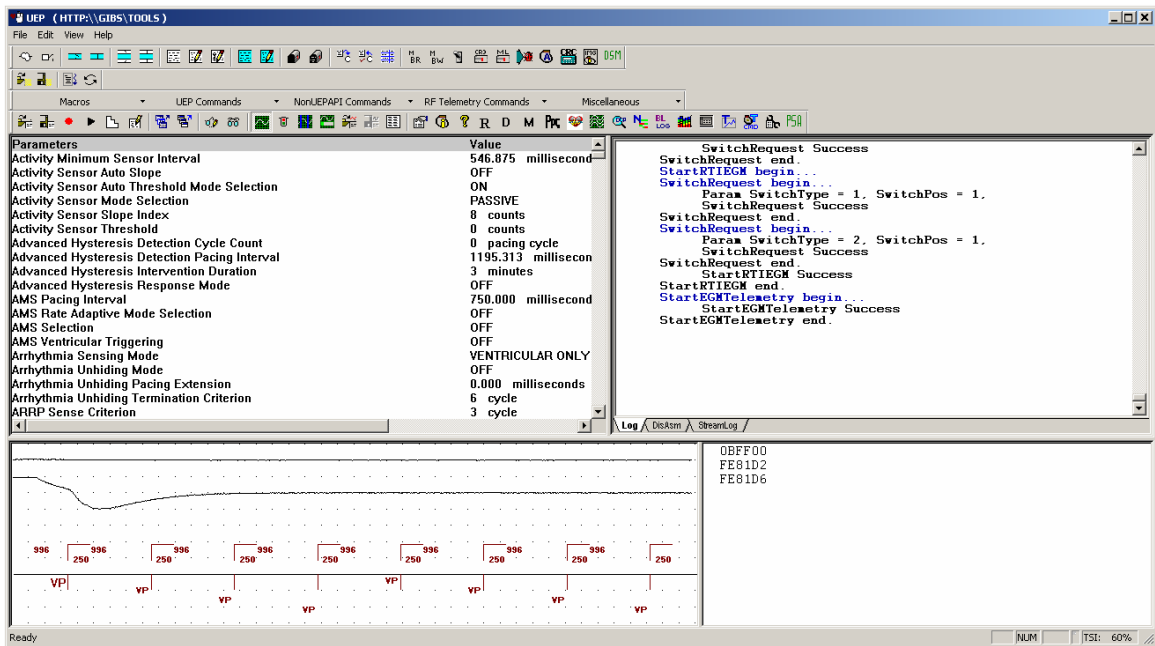 UEP ( HTTP:\\GIBS\TOOLS )
File Edit View Help
M BR M BW CRD ML CRC DSM
Macros UEP Commands NonUEPAPI Commands RF Telemetry Commands Miscellaneous
R D M BL LOG CMD PSA
Parameters Value
Activity Minimum Sensor Interval 546.875 millisecond
Activity Sensor Auto Slope OFF
Activity Sensor Auto Threshold Mode Selection ON
Activity Sensor Mode Selection PASSIVE
Activity Sensor Slope Index 8 counts
Activity Sensor Threshold 0 counts
Advanced Hysteresis Detection Cycle Count 0 pacing cycle
Advanced Hysteresis Detection Pacing Interval 1195.313 millisecon
Advanced Hysteresis Intervention Duration 3 minutes
Advanced Hysteresis Response Mode OFF
AMS Pacing Interval 750.000 millisecond
AMS Rate Adaptive Mode Selection OFF
AMS Selection OFF
AMS Ventricular Triggering OFF
Arrhythmia Sensing Mode VENTRICULAR ONLY
Arrhythmia Unhiding Mode OFF
Arrhythmia Unhiding Pacing Extension 0.000 milliseconds
Arrhythmia Unhiding Termination Criterion 6 cycle
ARRP Sense Criterion 3 cycle
SwitchRequest Success
SwitchRequest end.
StartRTIEGM begin...
SwitchRequest begin...
Param SwitchType = 1, SwitchPos = 1,
SwitchRequest Success
SwitchRequest end.
SwitchRequest begin...
Param SwitchType = 2, SwitchPos = 1,
SwitchRequest Success
SwitchRequest end.
StartRTIEGM Success
StartRTIEGM end.
StartEGMTelemetry begin...
StartEGMTelemetry Success
StartEGMTelemetry end.
Log DisAsm StreamLog
996 996 996 996 996 996 996
250 250 250 250 250 250 250 250
VP VP VP VP VP VP VP VP
0BFF00
FE81D2
FE81D6
Ready NUM TSI: 60%